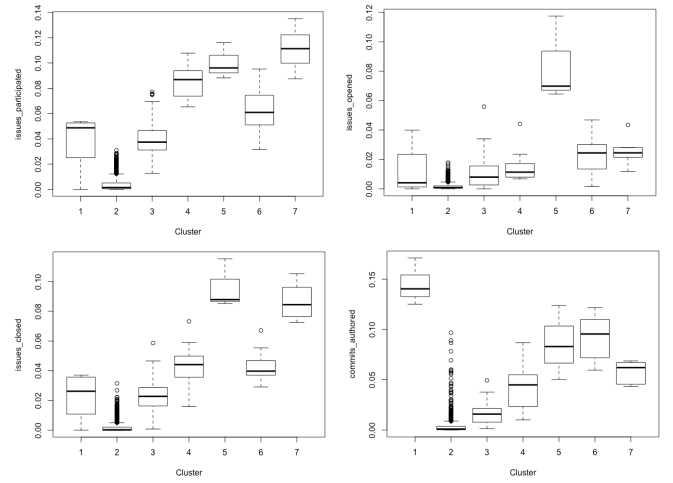 issues_participated
0.00 0.02 0.04 0.06 0.08 0.10 0.12 0.14
1 2 3 4 5 6 7
Cluster
issues_opened
0.00 0.02 0.04 0.06 0.08 0.10 0.12
1 2 3 4 5 6 7
Cluster
issues_closed
0.00 0.02 0.04 0.06 0.08 0.10
1 2 3 4 5 6 7
Cluster
commits_authored
0.00 0.05 0.10 0.15
1 2 3 4 5 6 7
Cluster